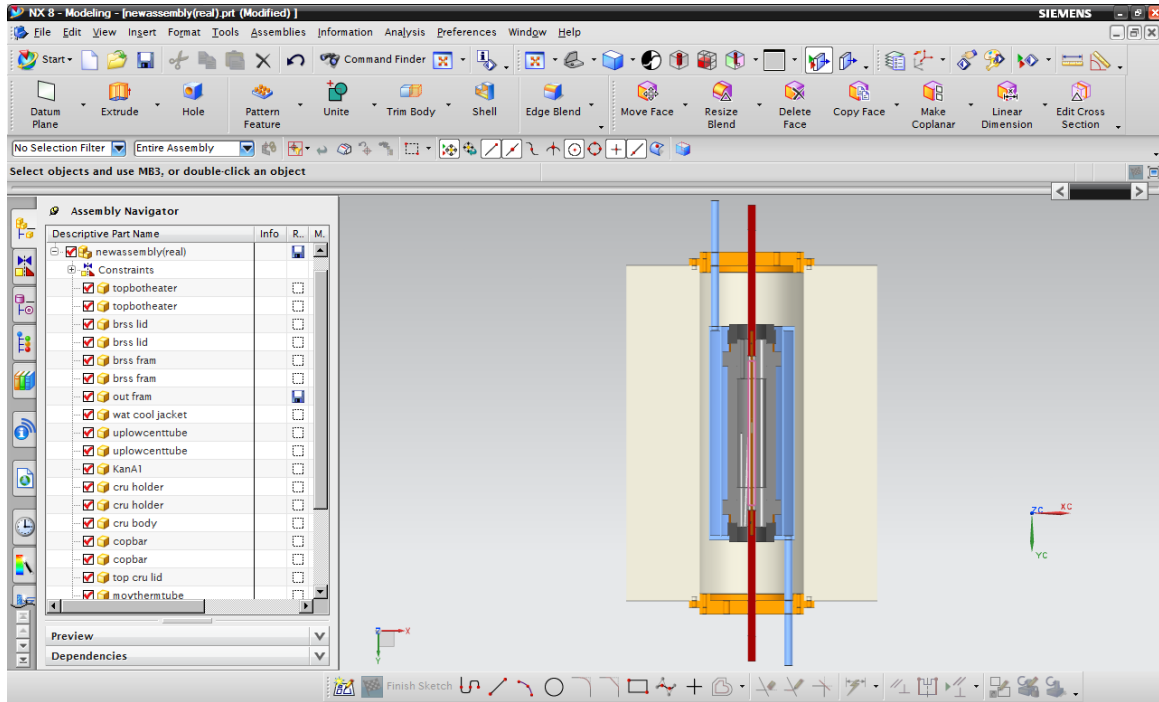 NX 8 - Modeling - [newassembly(real).prt (Modified) ]
SIEMENS
File Edit View Insert Format Tools Assemblies Information Analysis Preferences Window Help
Start Command Finder
Datum Plane
Extrude
Hole
Pattern Feature
Unite
Trim Body
Shell
Edge Blend
Move Face
Resize Blend
Delete Face
Copy Face
Make Coplanar
Linear Dimension
Edit Cross Section
No Selection Filter Entire Assembly
Select objects and use MB3, or double-click an object
Assembly Navigator
Descriptive Part Name Info R.. M.
newassembly(real)
Constraints
topbotheater
topbotheater
brss lid
brss lid
brss fram
brss fram
out fram
wat cool jacket
uplowcenttube
uplowcenttube
KanA1
cru holder
cru holder
cru body
copbar
copbar
top cru lid
movthermtube
Preview
Dependencies
ZC XC
YC
Z X
Y
Finish Sketch